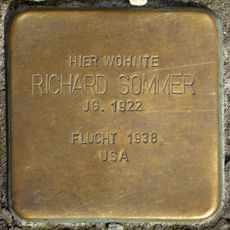 HIER WOHNTE
RICHARD SOMMER
JG. 1922
FLUCHT 1938
USA